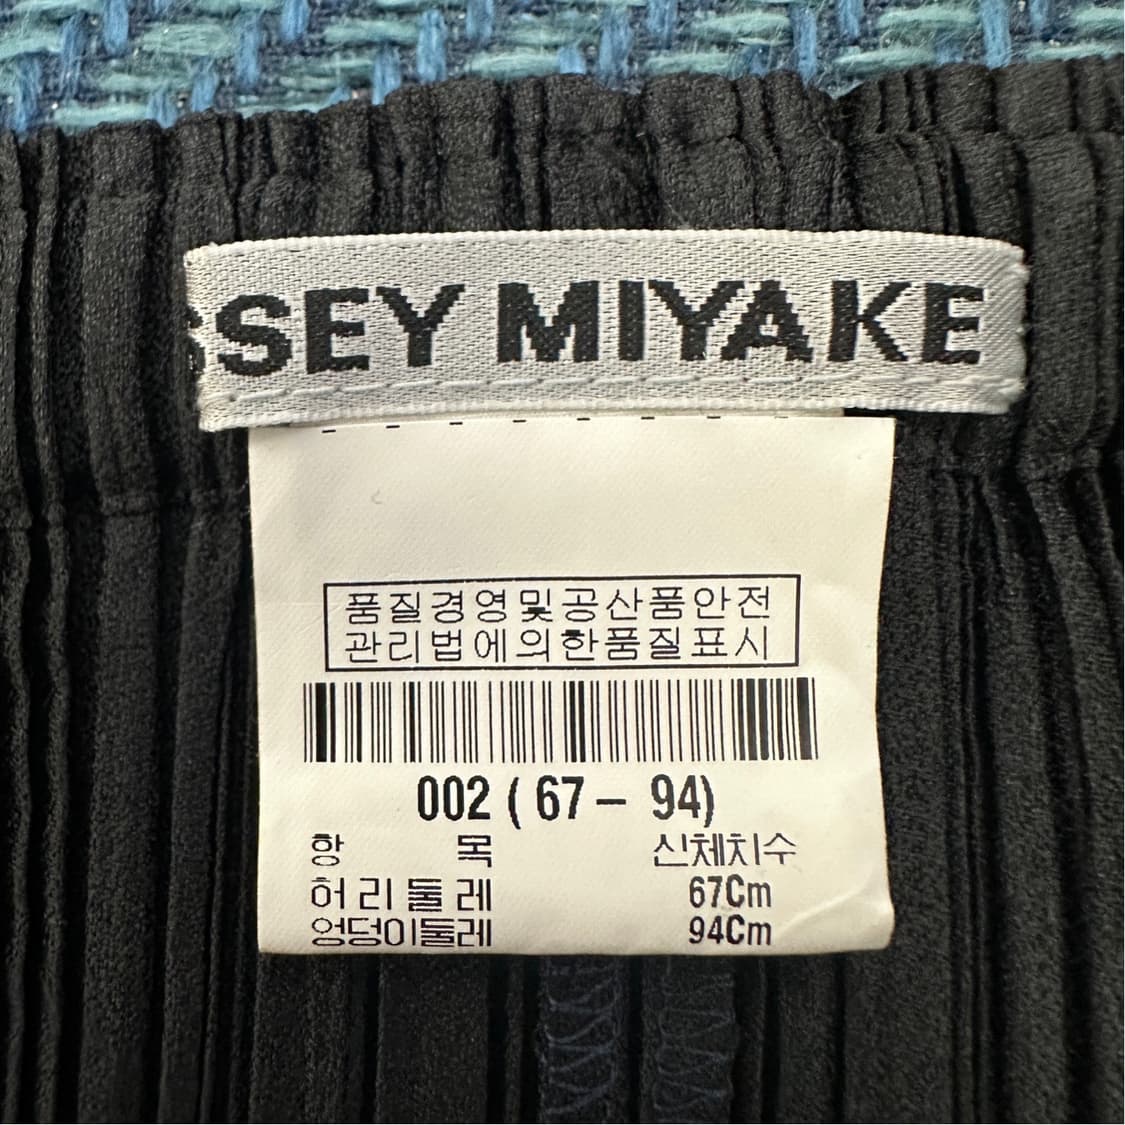 SSEY MIYAKE
품질경영및공산품안전
관리법에의한품질표시
002 ( 67 – 94)
항 목 신체치수
허리둘레 67Cm
엉덩이둘레 94Cm